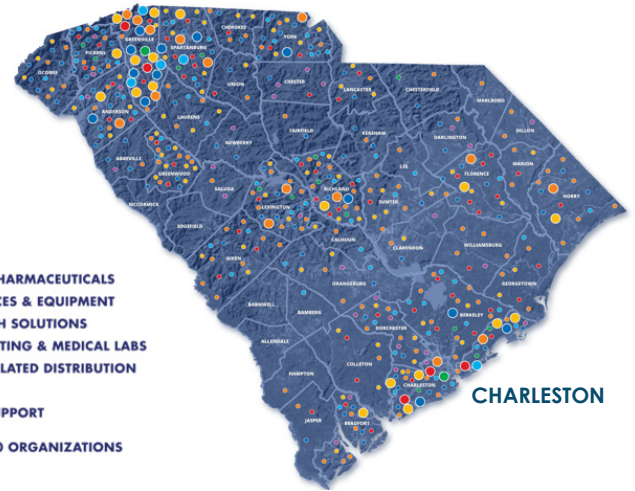 CHEROKEE
YORK
GREENVILLE
SPARTANBURG
PICKENS
OCONEE
UNION
CHESTER
LANCASTER
CHESTERFIELD
MARLBORO
ANDERSON
LAURENS
DILLON
FAIRFIELD
KERSHAW
DARLINGTON
NEWBERRY
ABBEVILLE
LEE
MARION
GREENWOOD
FLORENCE
SALUDA
RICHLAND
HORRY
MCCORMICK
LEXINGTON
SUMTER
EDGEFIELD
CALHOUN
CLARENDON
WILLIAMSBURG
AIKEN
ORANGEBURG
GEORGETOWN
BARNWELL
BAMBERG
BERKELEY
DORCHESTER
ALLENDALE
COLLETON
HAMPTON
CHARLESTON
CHARLESTON
JASPER
BEAUFORT
HARMACEUTICALS
CES & EQUIPMENT
H SOLUTIONS
TING & MEDICAL LABS
LATED DISTRIBUTION
UPPORT
0 ORGANIZATIONS